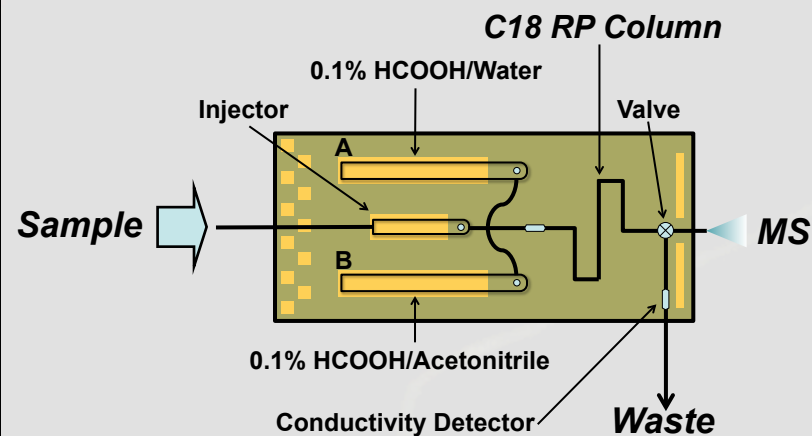 C18 RP Column
0.1% HCOOH/Water
Injector
Valve
A
Sample
MS
B
0.1% HCOOH/Acetonitrile
Conductivity Detector
Waste